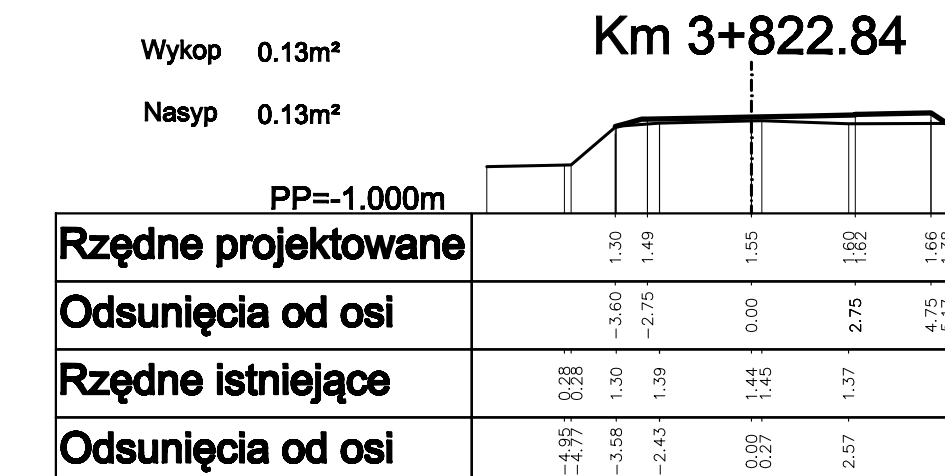 Km 3+822.84
Wykop 0.13m²
Nasyp 0.13m²
PP=-1.000m
Rzędne projektowane 1.30 1.49 1.55 1.60 1.62 1.66
Odsunięcia od osi -3.60 -2.75 0.00 2.75 4.75
Rzędne istniejące 0.28 0.28 1.30 1.39 1.44 1.45 1.37
Odsunięcia od osi -4.95 -4.77 -3.58 -2.43 0.00 0.27 2.57